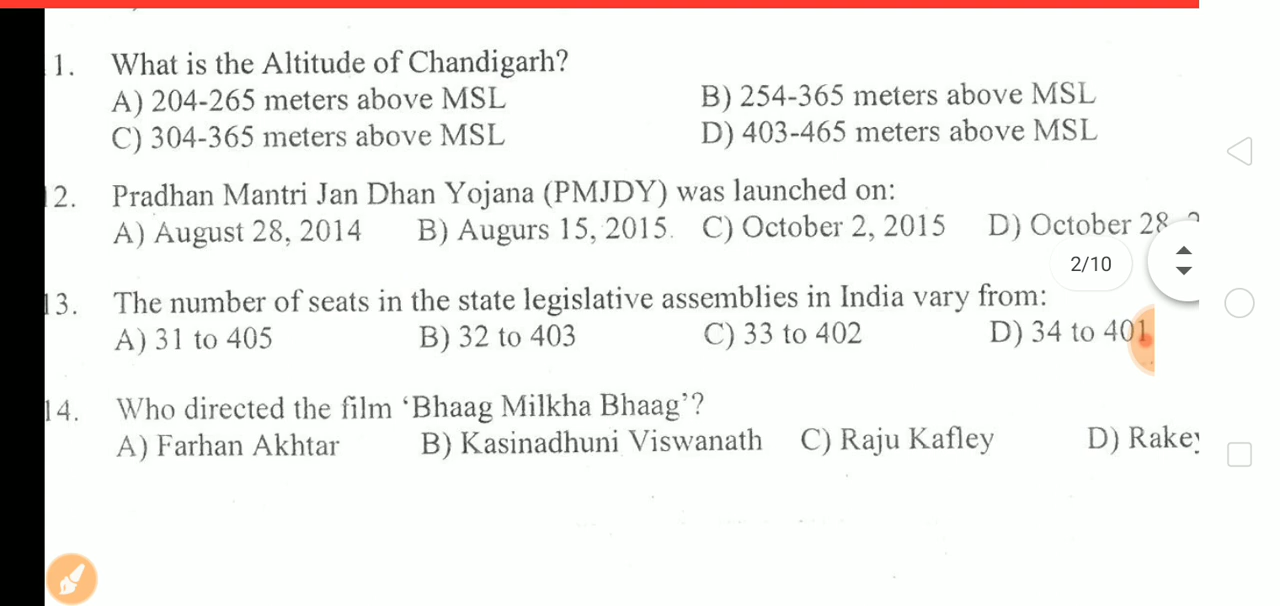 1. What is the Altitude of Chandigarh?
A) 204-265 meters above MSL B) 254-365 meters above MSL
C) 304-365 meters above MSL D) 403-465 meters above MSL
12. Pradhan Mantri Jan Dhan Yojana (PMJDY) was launched on:
A) August 28, 2014 B) Augurs 15, 2015. C) October 2, 2015 D) October 28,
2/10
13. The number of seats in the state legislative assemblies in India vary from:
A) 31 to 405 B) 32 to 403 C) 33 to 402 D) 34 to 401
14. Who directed the film ‘Bhaag Milkha Bhaag’?
A) Farhan Akhtar B) Kasinadhuni Viswanath C) Raju Kafley D) Rakey